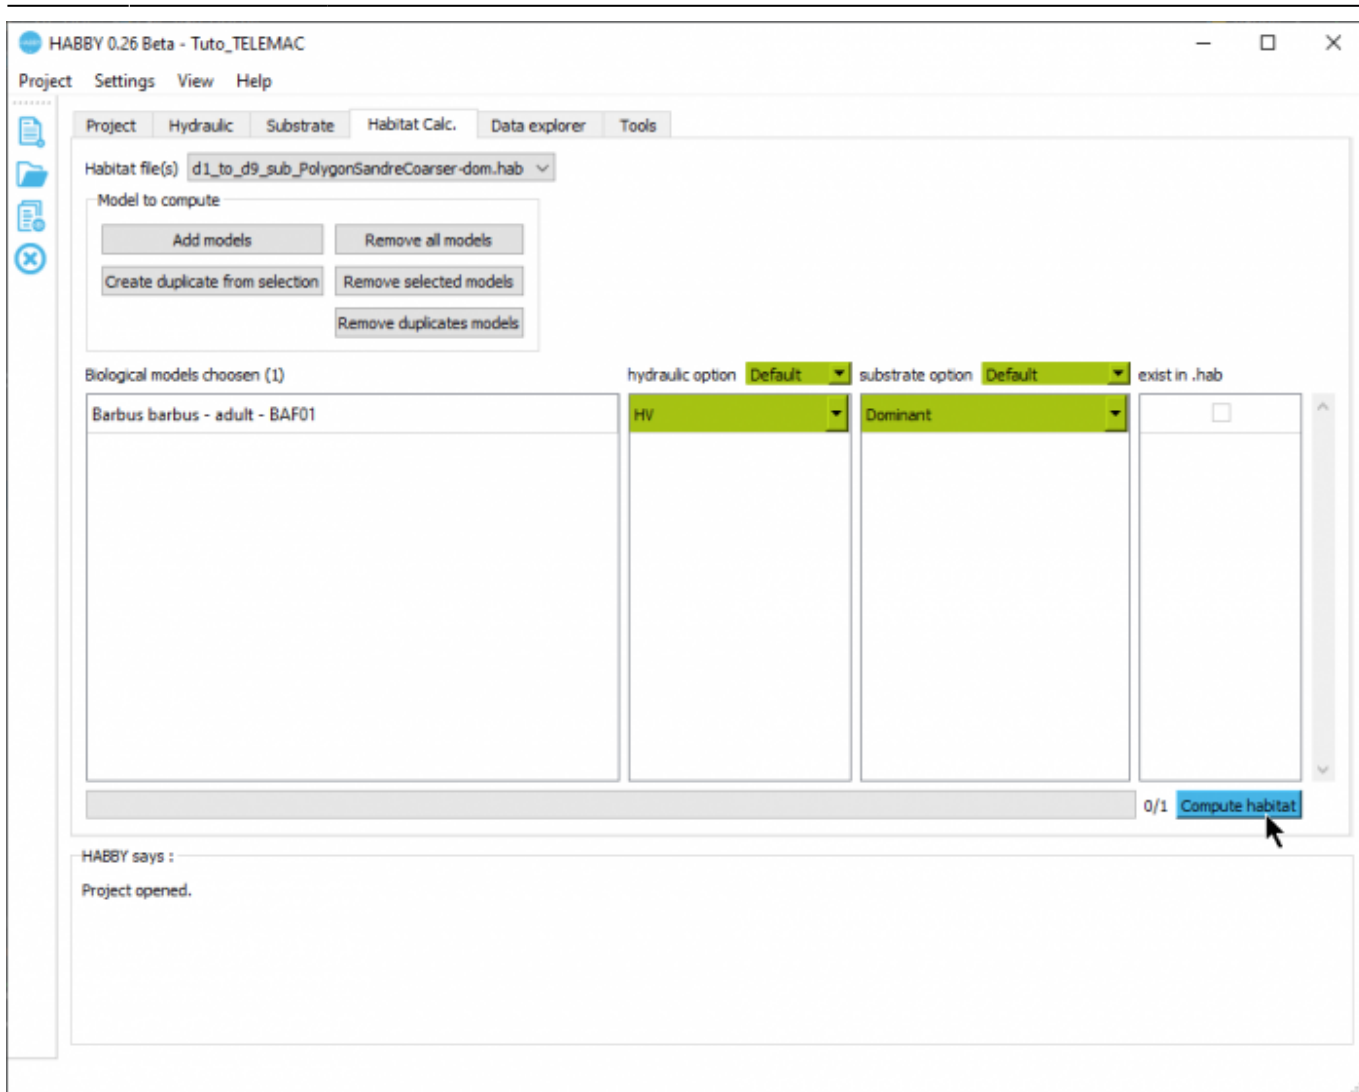 HABBY 0.26 Beta - Tuto_TELEMAC
Project Settings View Help
Project Hydraulic Substrate Habitat Calc. Data explorer Tools
Habitat file(s) d1_to_d9_sub_PolygonSandreCoarser-dom.hab
Model to compute
Add models Remove all models
Create duplicate from selection Remove selected models
Remove duplicates models
Biological models choosen (1) hydraulic option Default substrate option Default exist in .hab
Barbus barbus - adult - BAF01 HV Dominant
0/1 Compute habitat
HABBY says :
Project opened.